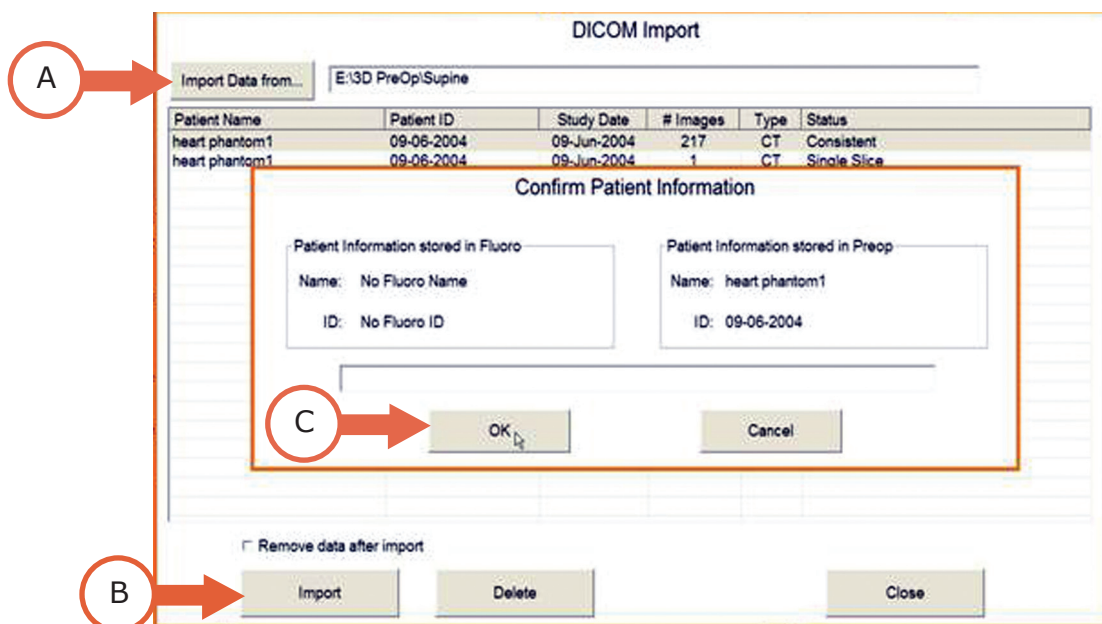 DICOM Import
A
Import Data from... E:\3D PreOp\Supine
Patient Name Patient ID Study Date # Images Type Status
heart phantom1 09-06-2004 09-Jun-2004 217 CT Consistent
heart phantom1 09-06-2004 09-Jun-2004 1 CT Single Slice
Confirm Patient Information
Patient Information stored in Fluoro Patient Information stored in Preop
Name: No Fluoro Name Name: heart phantom1
ID: No Fluoro ID ID: 09-06-2004
C OK Cancel
Remove data after import
B Import Delete Close